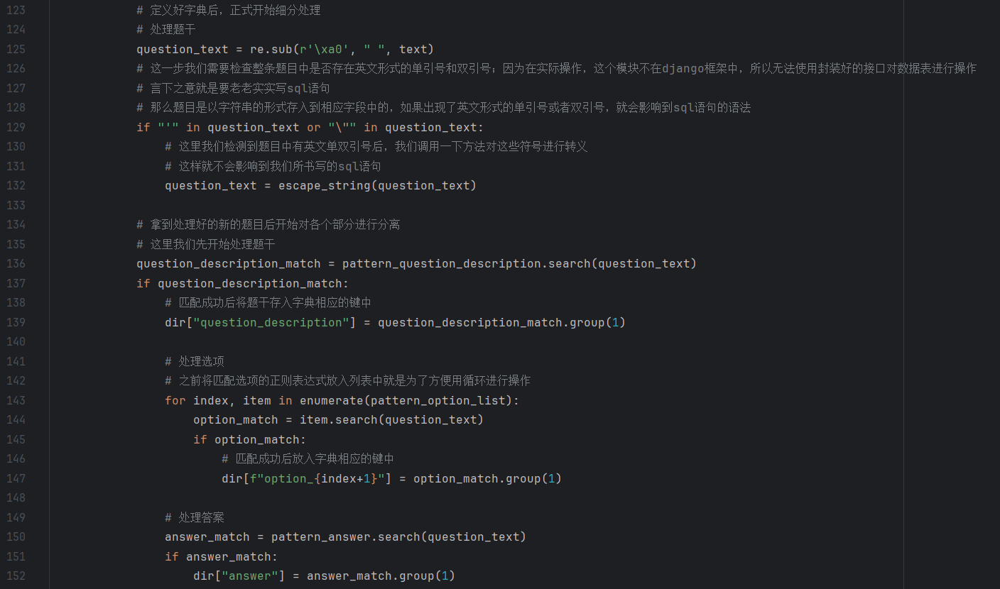 123 # 定义好字典后，正式开始细分处理
124 # 处理题干
125 question_text = re.sub(r'\xa0', " ", text)
126 # 这一步我们需要检查整条题目中是否存在英文形式的单引号和双引号；因为在实际操作，这个模块不在django框架中，所以无法使用封装好的接口对数据表进行操作
127 # 言下之意就是要老老实实写sql语句
128 # 那么题目是以字符串的形式存入到相应字段中的，如果出现了英文形式的单引号或者双引号，就会影响到sql语句的语法
129 if "'" in question_text or "\"" in question_text:
130 # 这里我们检测到题目中有英文单双引号后，我们调用一下方法对这些符号进行转义
131 # 这样就不会影响到我们所书写的sql语句
132 question_text = escape_string(question_text)
133
134 # 拿到处理好的新的题目后开始对各个部分进行分离
135 # 这里我们先开始处理题干
136 question_description_match = pattern_question_description.search(question_text)
137 if question_description_match:
138 # 匹配成功后将题干存入字典相应的键中
139 dir["question_description"] = question_description_match.group(1)
140
141 # 处理选项
142 # 之前将匹配选项的正则表达式放入列表中就是为了方便用循环进行操作
143 for index, item in enumerate(pattern_option_list):
144 option_match = item.search(question_text)
145 if option_match:
146 # 匹配成功后放入字典相应的键中
147 dir[f"option_{index+1}"] = option_match.group(1)
148
149 # 处理答案
150 answer_match = pattern_answer.search(question_text)
151 if answer_match:
152 dir["answer"] = answer_match.group(1)